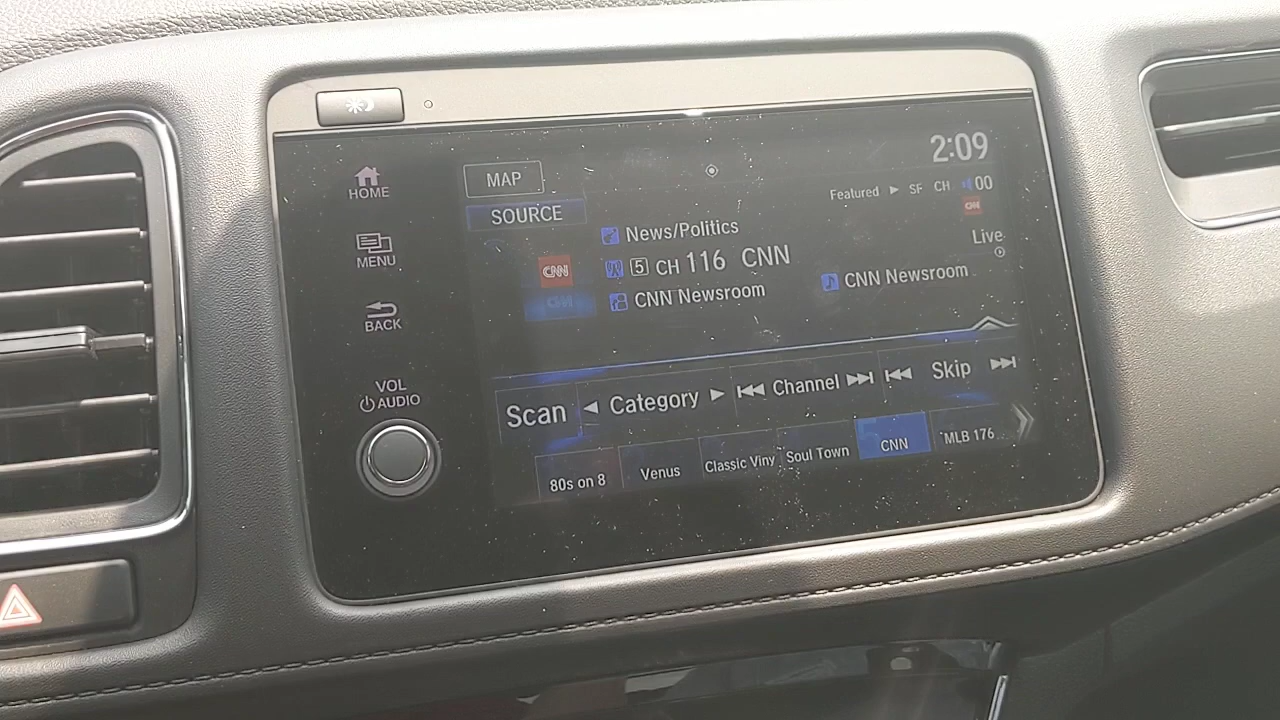 2:09
HOME
MAP
Featured ▶ SF CH 00
CNN
SOURCE
News/Politics
Live
MENU
CNN
5 CH 116 CNN
CNN Newsroom
CNN Newsroom
BACK
VOL
AUDIO
Scan
Category
Channel
Skip
80s on 8
Venus
Classic Viny
Soul Town
CNN
MLB 176